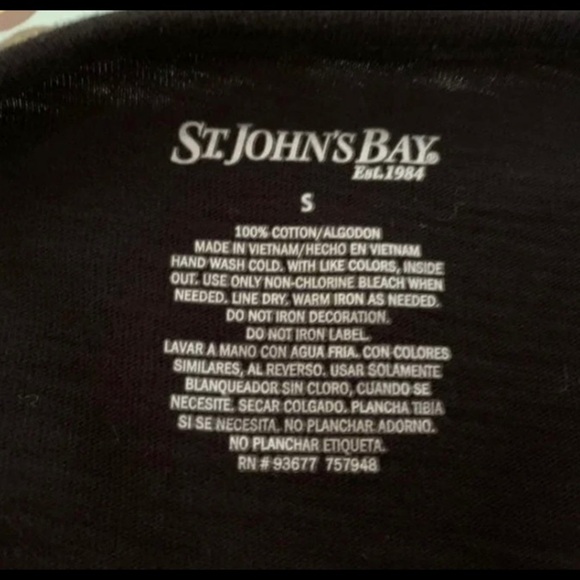 ST. JOHN'S BAY®
EST.1984
S
100% COTTON/ALGODON
MADE IN VIETNAM/HECHO EN VIETNAM
HAND WASH COLD. WITH LIKE COLORS, INSIDE
OUT. USE ONLY NON-CHLORINE BLEACH WHEN
NEEDED. LINE DRY. WARM IRON AS NEEDED.
DO NOT IRON DECORATION.
DO NOT IRON LABEL.
LAVAR A MANO CON AGUA FRIA. CON COLORES
SIMILARES, AL REVERSO. USAR SOLAMENTE
BLANQUEADOR SIN CLORO, CUANDO SE
NECESITE. SECAR COLGADO. PLANCHA TIBIA
SI SE NECESITA. NO PLANCHAR ADORNO.
NO PLANCHAR ETIQUETA.
RN # 93677 757948